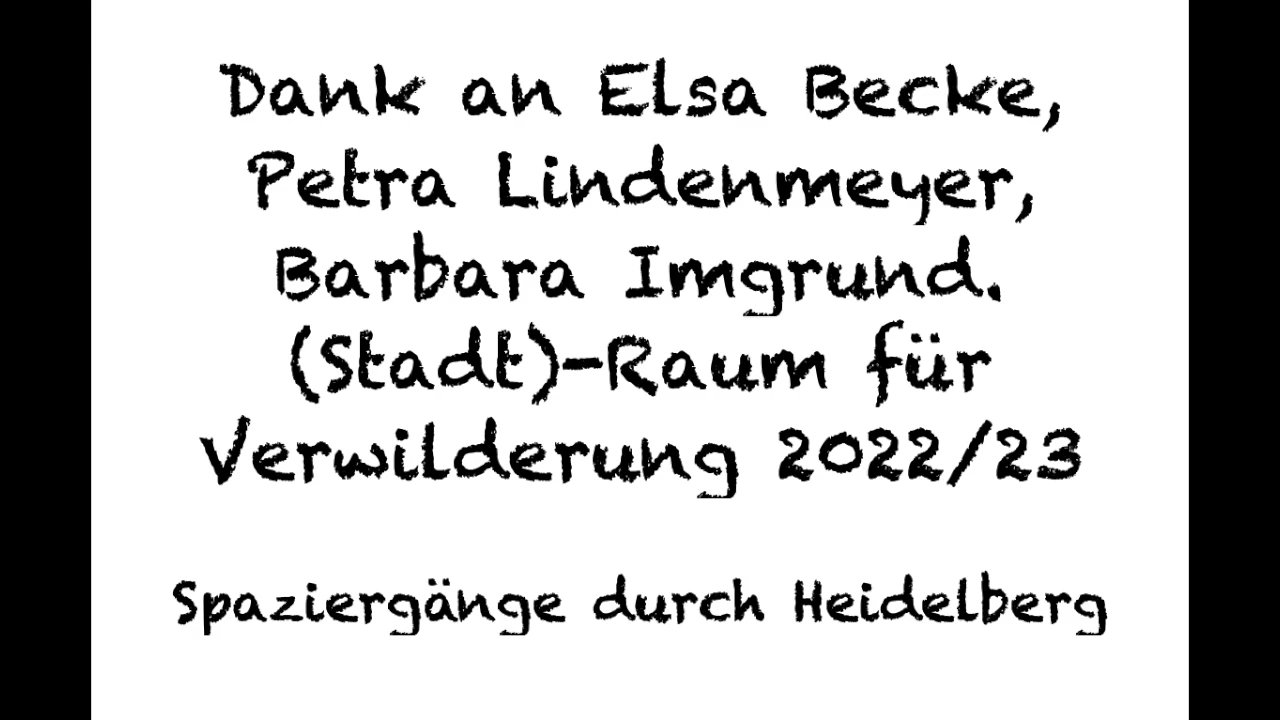 Dank an Elsa Becke,
Petra Lindenmeyer,
Barbara Imgrund.
(Stadt)-Raum für
Verwilderung 2022/23
Spaziergänge durch Heidelberg